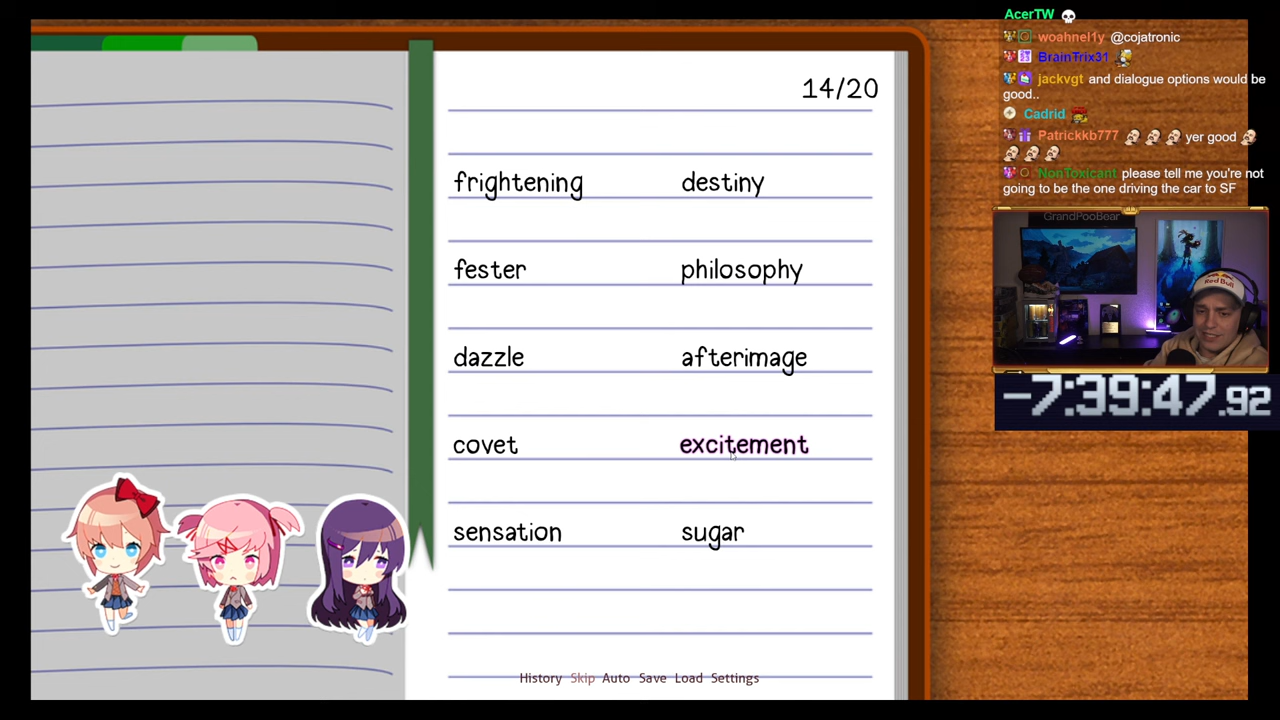 14/20
frightening destiny
fester philosophy
dazzle afterimage
covet excitement
sensation sugar
History Skip Auto Save Load Settings
AcerTW
woahnel1y @cojatronic
BrainTrix31
jackvgt and dialogue options would be
good..
Cadrid
Patrickkb777 yer good
NonToxicant please tell me you're not
going to be the one driving the car to SF
GrandPooBear
Red Bull
-7:39:47.92